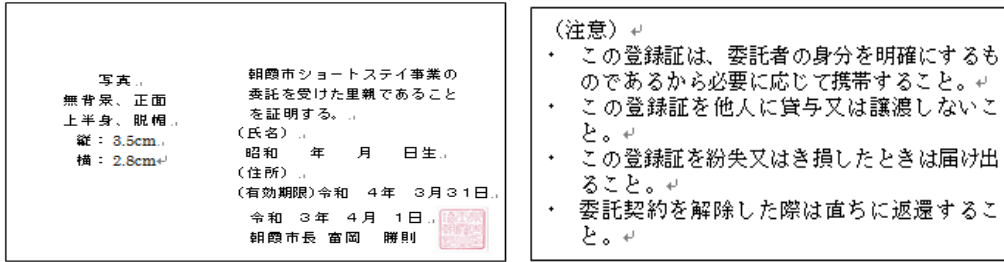 写真
無背景、正面
上半身、脱帽
縦：3.5cm
横：2.8cm
朝霞市ショートステイ事業の
委託を受けた里親であること
を証明する。
(氏名)
昭和　　年　　月　　日生
(住所)
(有効期限)令和　４年　３月３１日
令和　３年　４月　１日
朝霞市長 富岡　勝則
（注意）
・　この登録証は、委託者の身分を明確にするも
のであるから必要に応じて携帯すること。
・　この登録証を他人に貸与又は譲渡しないこ
と。
・　この登録証を紛失又はき損したときは届け出
ること。
・　委託契約を解除した際は直ちに返還するこ
と。